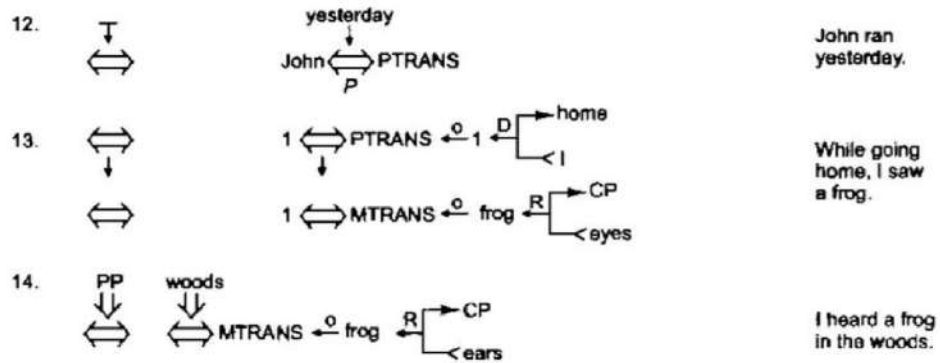 12.
T
yesterday
John PTRANS
P
John ran
yesterday.
13.
1 PTRANS o 1 D home
I
While going
home, I saw
a frog.
1 MTRANS o frog R CP
eyes
14.
PP woods
MTRANS o frog R CP
ears
I heard a frog
in the woods.